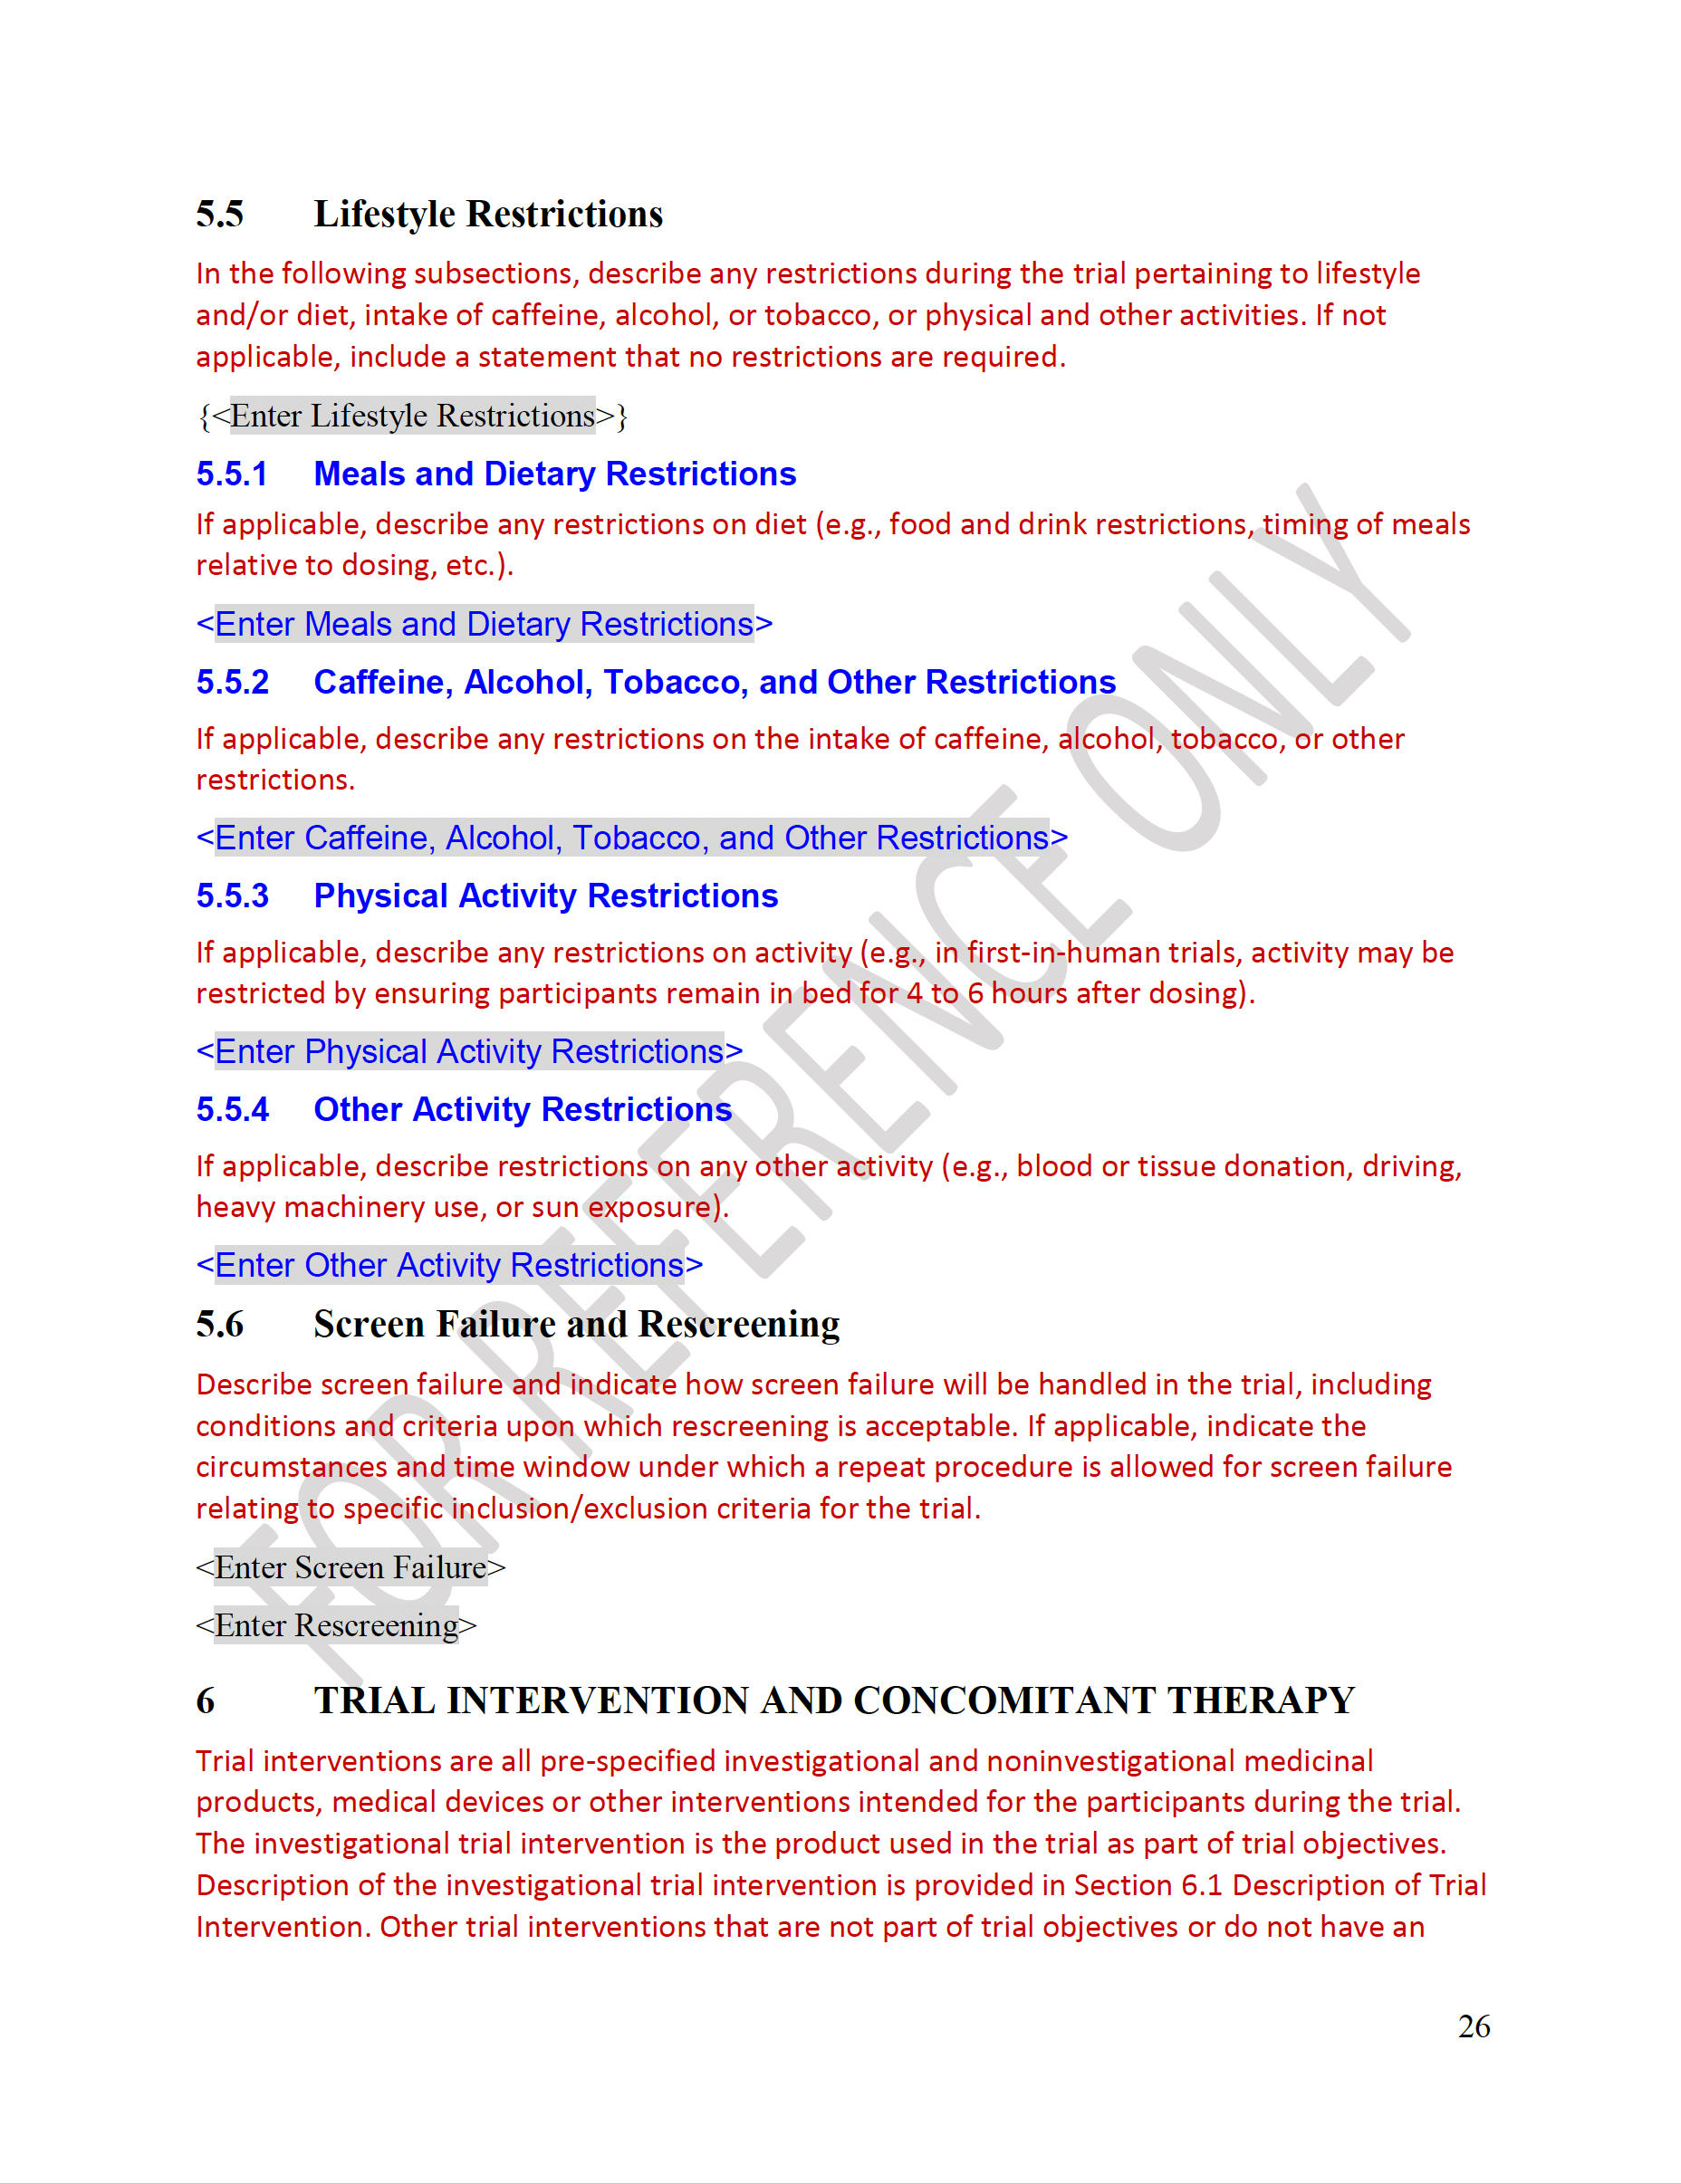 5.5 Lifestyle Restrictions
In the following subsections, describe any restrictions during the trial pertaining to lifestyle
and/or diet, intake of caffeine, alcohol, or tobacco, or physical and other activities. If not
applicable, include a statement that no restrictions are required.
{<Enter Lifestyle Restrictions>}
5.5.1 Meals and Dietary Restrictions
If applicable, describe any restrictions on diet (e.g., food and drink restrictions, timing of meals
relative to dosing, etc.).
<Enter Meals and Dietary Restrictions>
5.5.2 Caffeine, Alcohol, Tobacco, and Other Restrictions
If applicable, describe any restrictions on the intake of caffeine, alcohol, tobacco, or other
restrictions.
<Enter Caffeine, Alcohol, Tobacco, and Other Restrictions>
5.5.3 Physical Activity Restrictions
If applicable, describe any restrictions on activity (e.g., in first-in-human trials, activity may be
restricted by ensuring participants remain in bed for 4 to 6 hours after dosing).
<Enter Physical Activity Restrictions>
5.5.4 Other Activity Restrictions
If applicable, describe restrictions on any other activity (e.g., blood or tissue donation, driving,
heavy machinery use, or sun exposure).
<Enter Other Activity Restrictions>
5.6 Screen Failure and Rescreening
Describe screen failure and indicate how screen failure will be handled in the trial, including
conditions and criteria upon which rescreening is acceptable. If applicable, indicate the
circumstances and time window under which a repeat procedure is allowed for screen failure
relating to specific inclusion/exclusion criteria for the trial.
<Enter Screen Failure>
<Enter Rescreening>
6 TRIAL INTERVENTION AND CONCOMITANT THERAPY
Trial interventions are all pre-specified investigational and noninvestigational medicinal
products, medical devices or other interventions intended for the participants during the trial.
The investigational trial intervention is the product used in the trial as part of trial objectives.
Description of the investigational trial intervention is provided in Section 6.1 Description of Trial
Intervention. Other trial interventions that are not part of trial objectives or do not have an
26
FOR REFERENCE ONLY